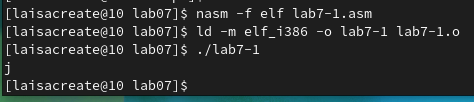 [laisacreate@10 lab07]$ nasm -f elf lab7-1.asm
[laisacreate@10 lab07]$ ld -m elf_i386 -o lab7-1 lab7-1.o
[laisacreate@10 lab07]$ ./lab7-1
j
[laisacreate@10 lab07]$